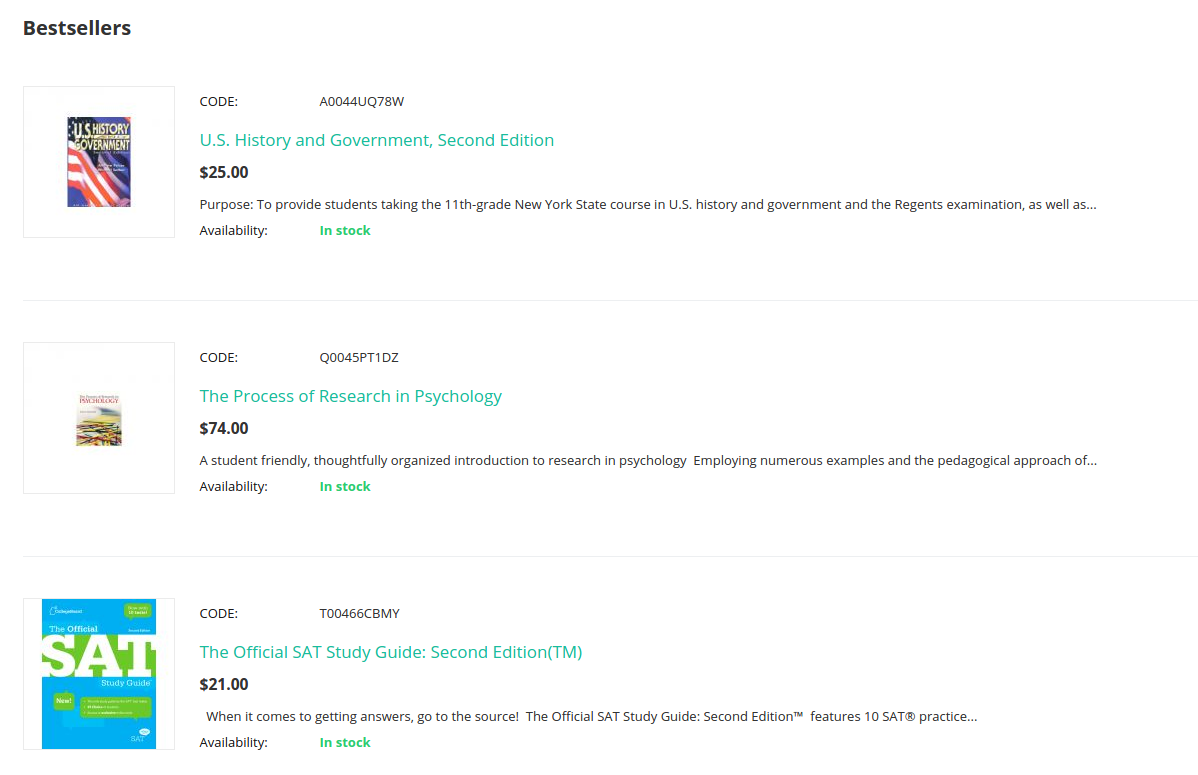 Bestsellers
CODE: A0044UQ78W
U.S. HISTORY
GOVERNMENT
U.S. History and Government, Second Edition
$25.00
Purpose: To provide students taking the 11th-grade New York State course in U.S. history and government and the Regents examination, as well as...
Availability: In stock
CODE: Q0045PT1DZ
The Process of Research in Psychology
$74.00
PSYCHOLOGY
A student friendly, thoughtfully organized introduction to research in psychology  Employing numerous examples and the pedagogical approach of...
Availability: In stock
CODE: T00466CBMY
CollegeBoard
The Official
SAT
Study Guide
New!
SAT
The Official SAT Study Guide: Second Edition(TM)
$21.00
When it comes to getting answers, go to the source!  The Official SAT Study Guide: Second Edition™  features 10 SAT® practice...
Availability: In stock